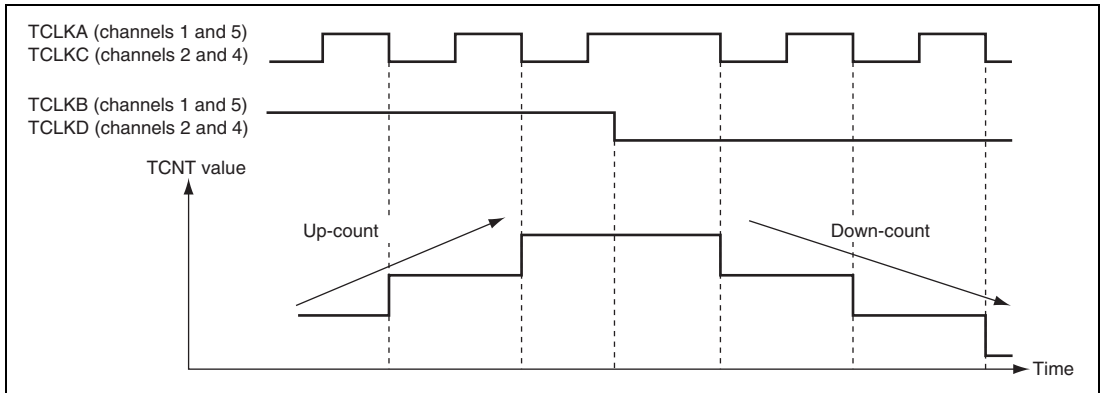 TCLKA (channels 1 and 5)
TCLKC (channels 2 and 4)
TCLKB (channels 1 and 5)
TCLKD (channels 2 and 4)
TCNT value
Up-count
Down-count
Time